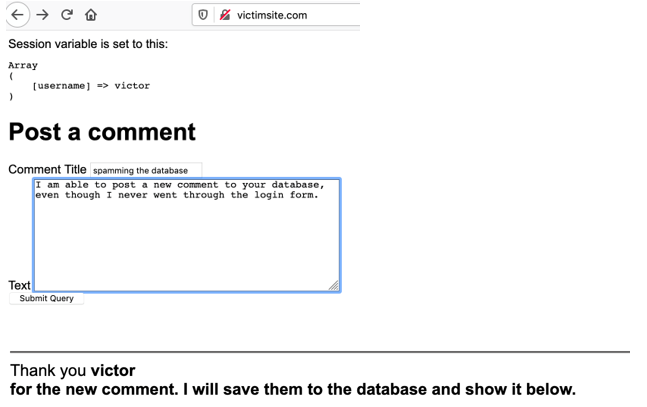 victimsite.com
Session variable is set to this:
Array
(
[username] => victor
)
Post a comment
Comment Title spamming the database
I am able to post a new comment to your database,
even though I never went through the login form.
Text
Submit Query
Thank you victor
for the new comment. I will save them to the database and show it below.